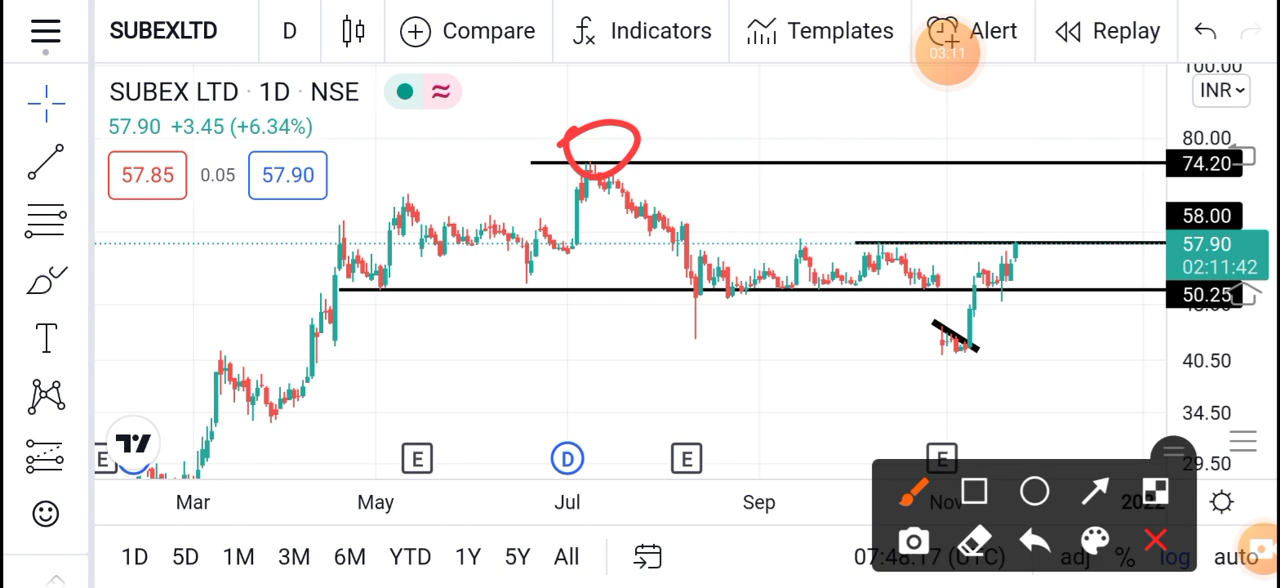 SUBEXLTD D Compare Indicators Templates Alert Replay
03:11
SUBEX LTD · 1D · NSE
57.90 +3.45 (+6.34%)
57.85 0.05 57.90
100.00
INR
80.00
74.20
58.00
57.90
02:11:42
50.25
40.50
34.50
29.50
E E D E E
Mar May Jul Sep Nov 2022
1D 5D 1M 3M 6M YTD 1Y 5Y All 07:48:17 (UTC) adj % log auto